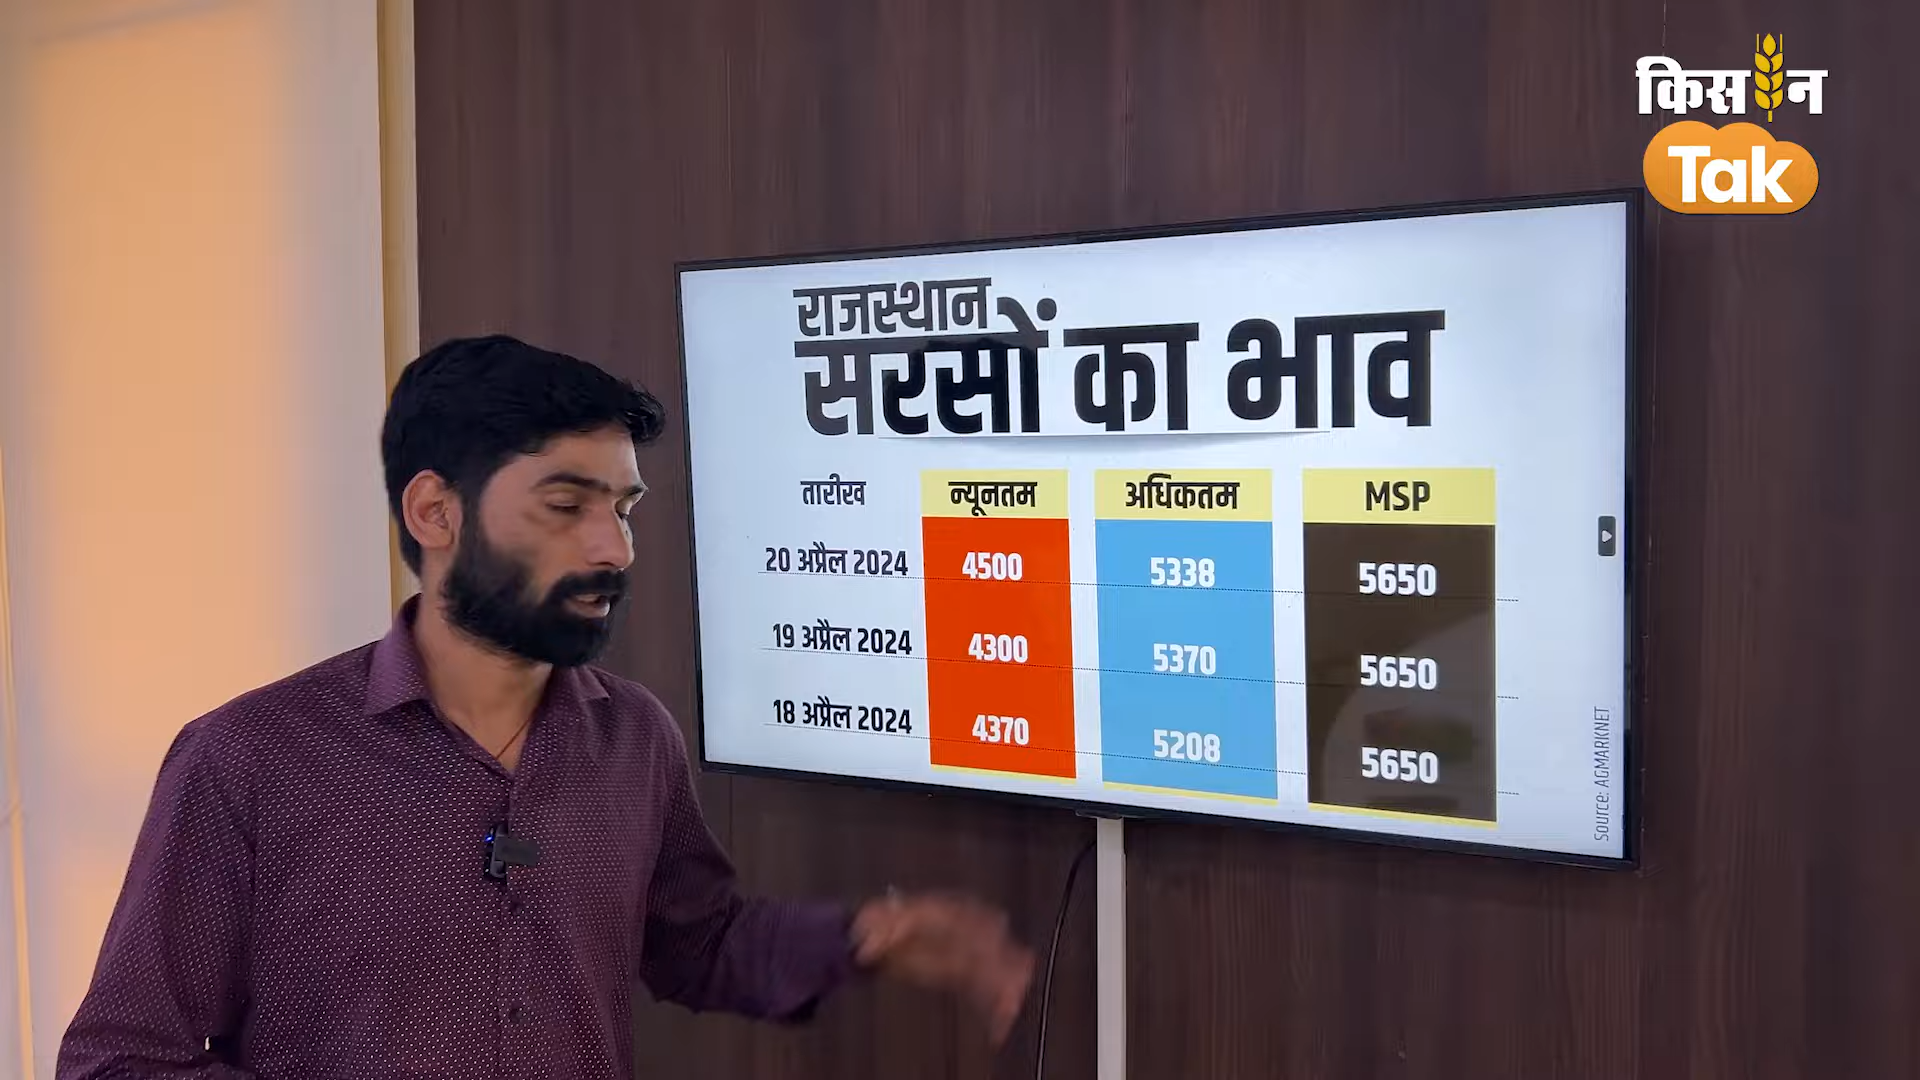 किसान
Tak
राजस्थान
सरसों का भाव
तारीख न्यूनतम अधिकतम MSP
20 अप्रैल 2024 4500 5338 5650
19 अप्रैल 2024 4300 5370 5650
18 अप्रैल 2024 4370 5208 5650
Source: AGMARKNET